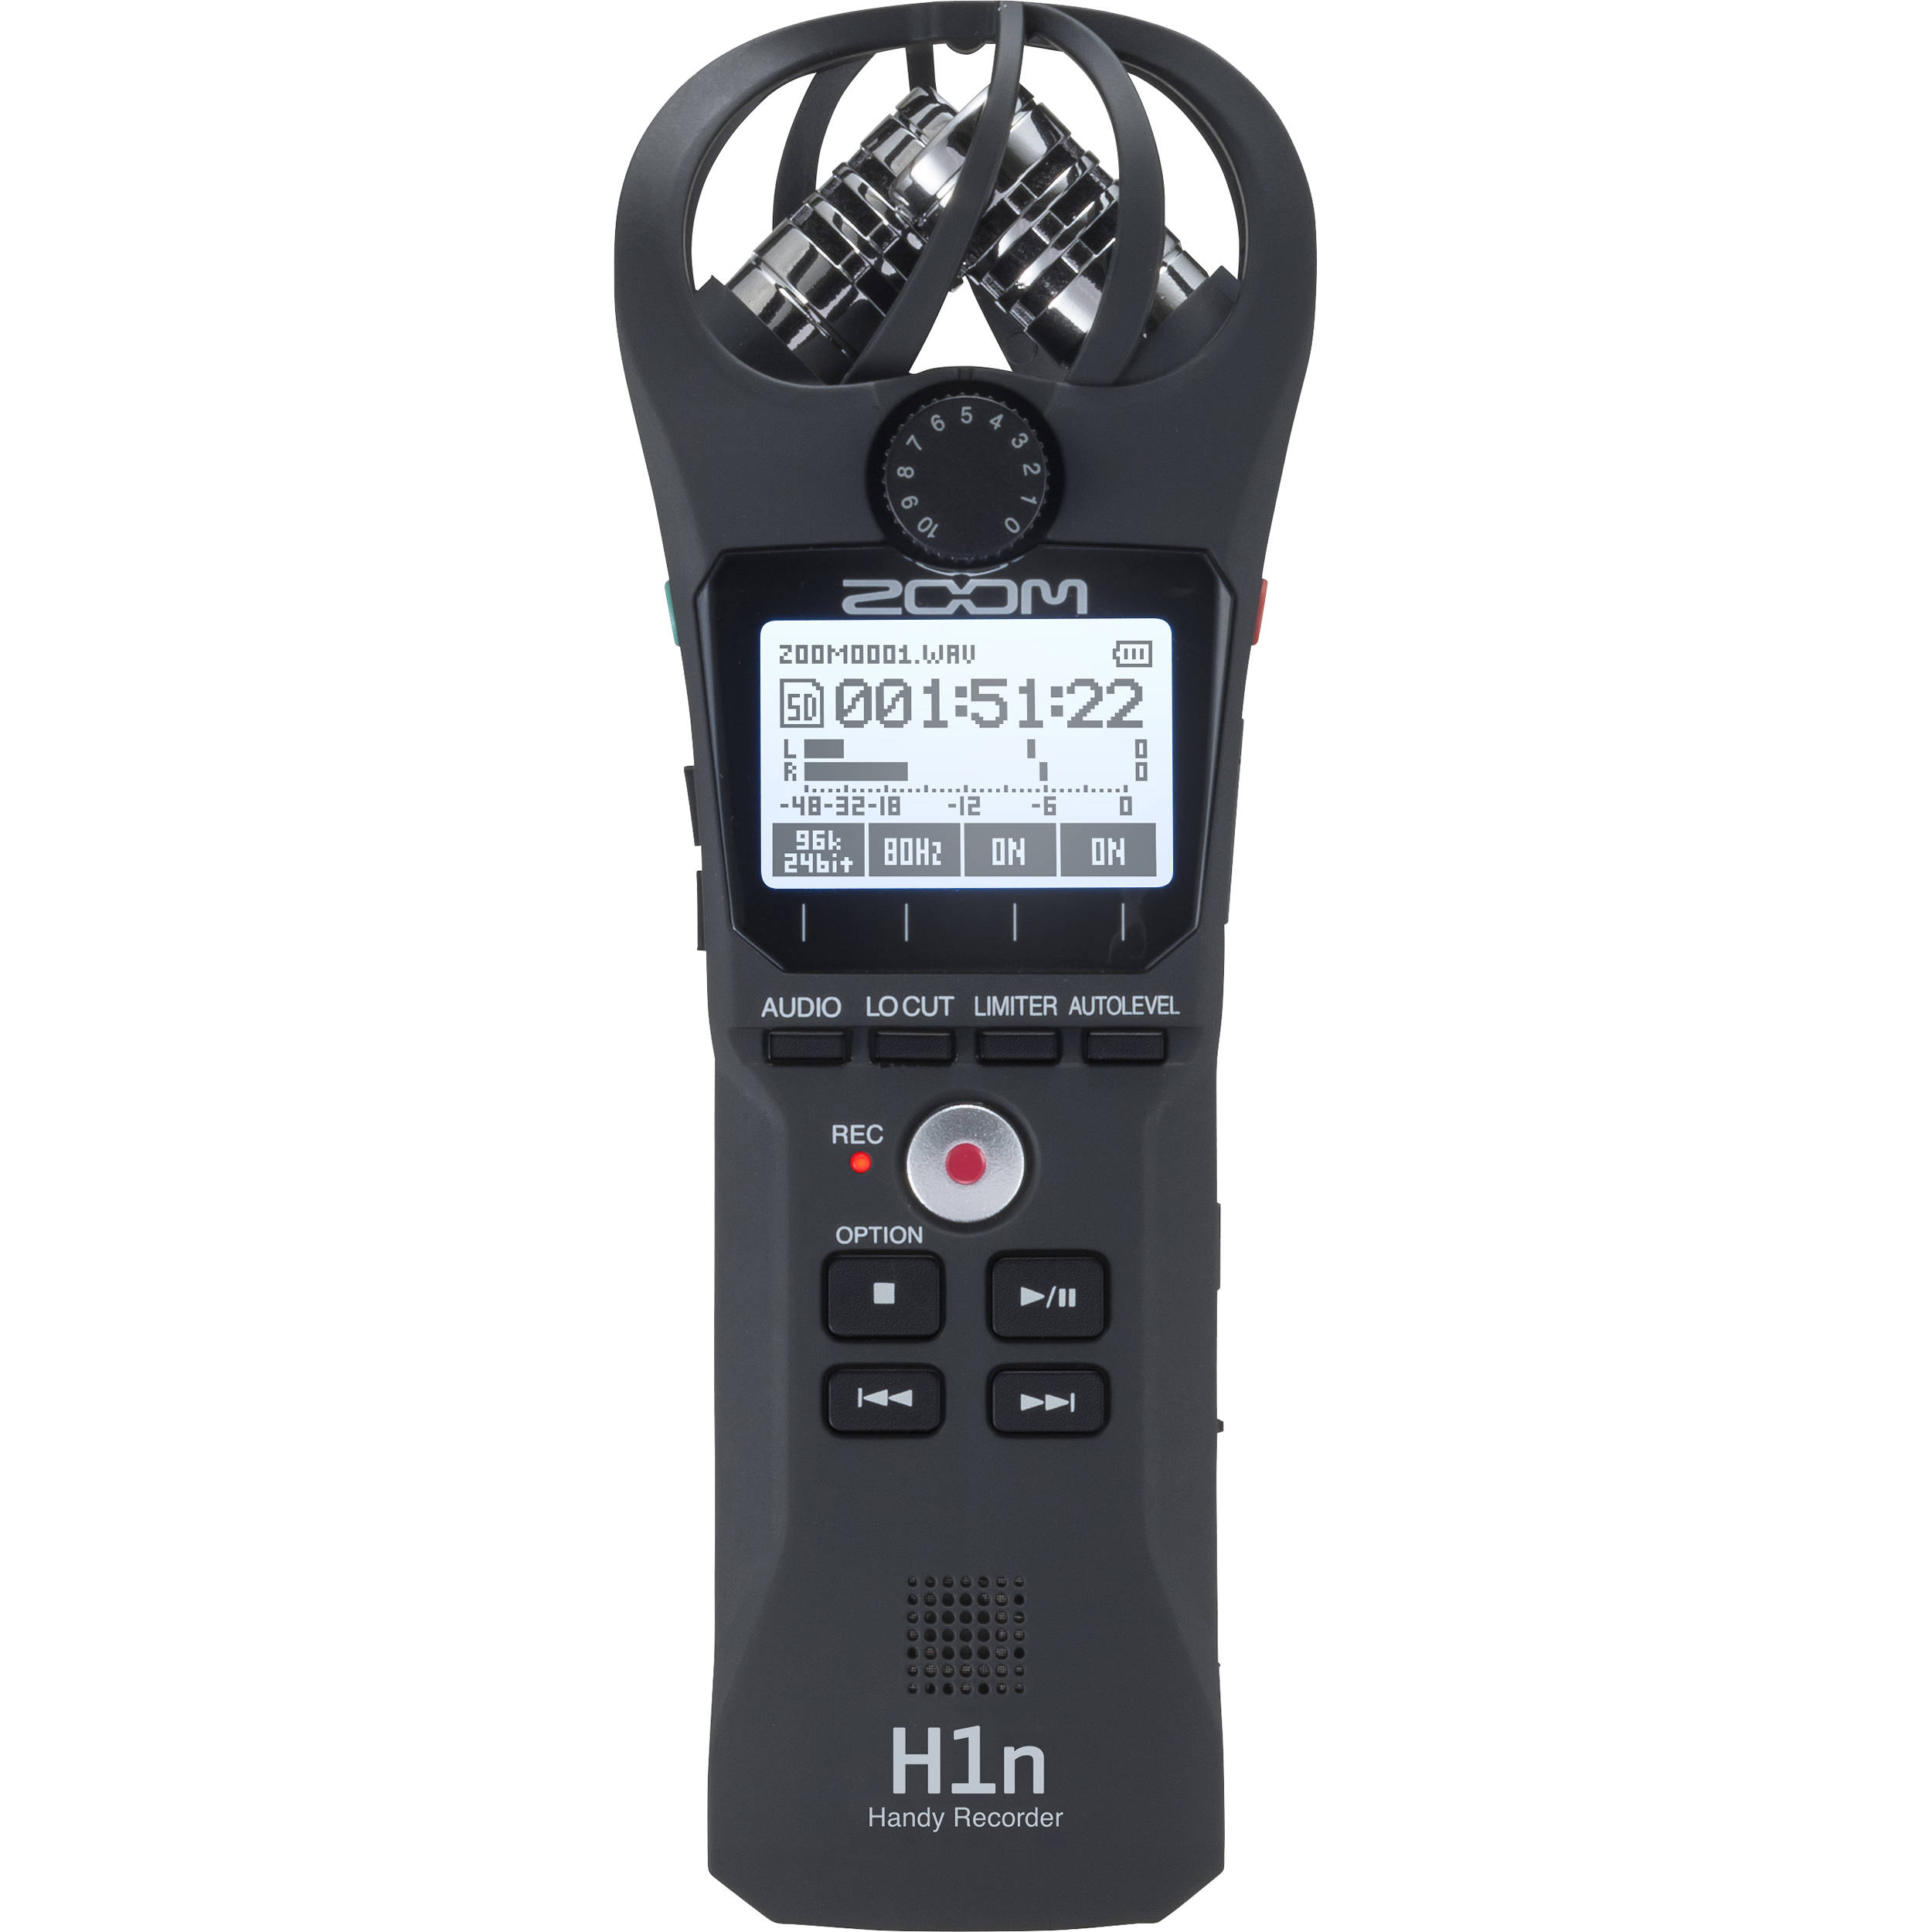 10 9 8 7 6 5 4 3 2 1 0
ZOOM
ZOOM0001.WAV
SD 001:51:22
L 0
R 0
-48-32-18 -12 -6 0
96k 80Hz ON ON
24bit
AUDIO LO CUT LIMITER AUTOLEVEL
REC
OPTION
H1n
Handy Recorder